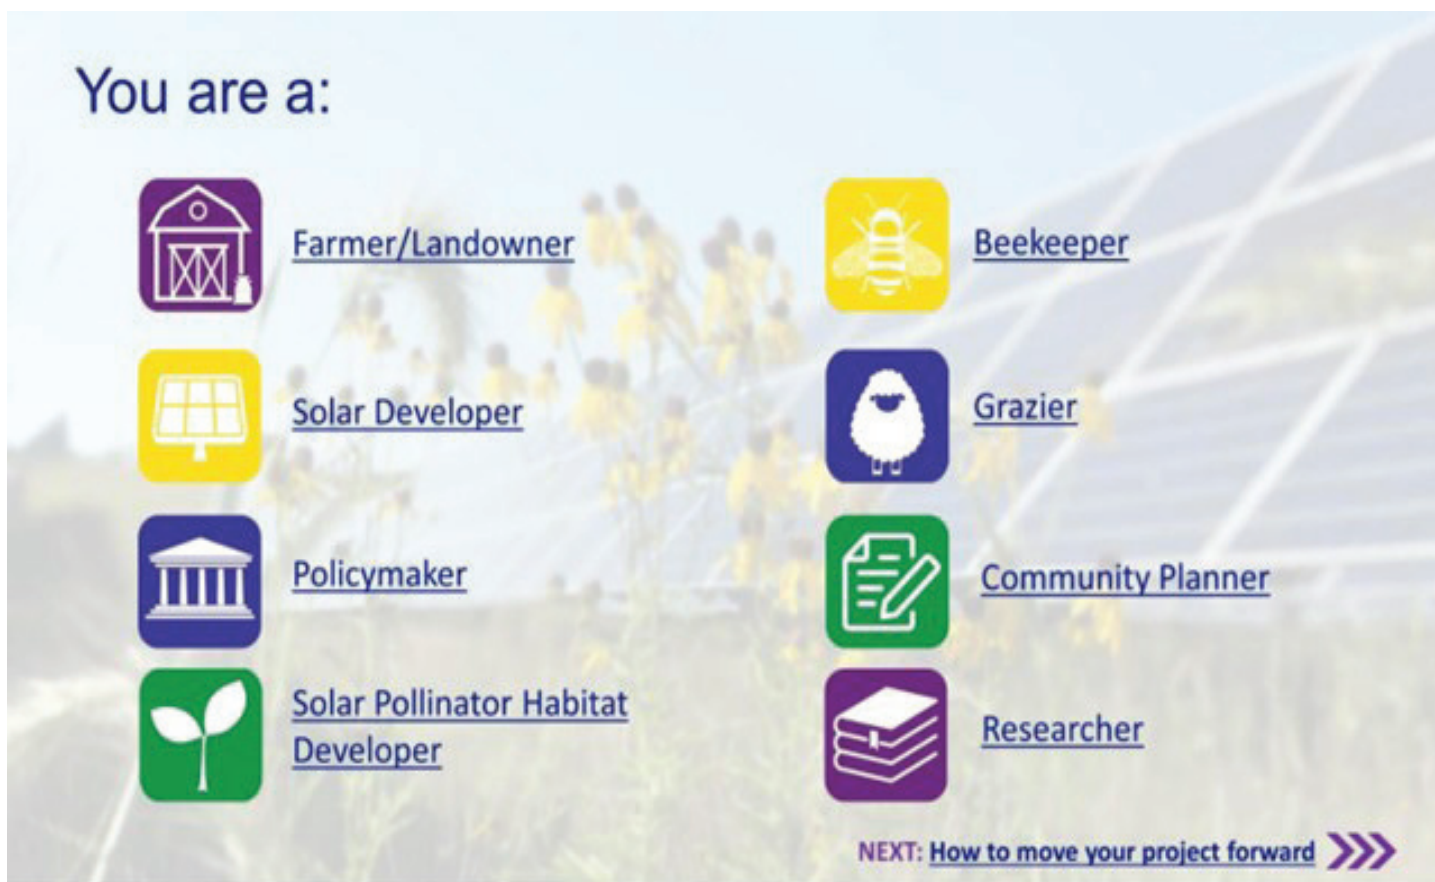 You are a:
Farmer/Landowner
Beekeeper
Solar Developer
Grazier
Policymaker
Community Planner
Solar Pollinator Habitat
Developer
Researcher
NEXT: How to move your project forward